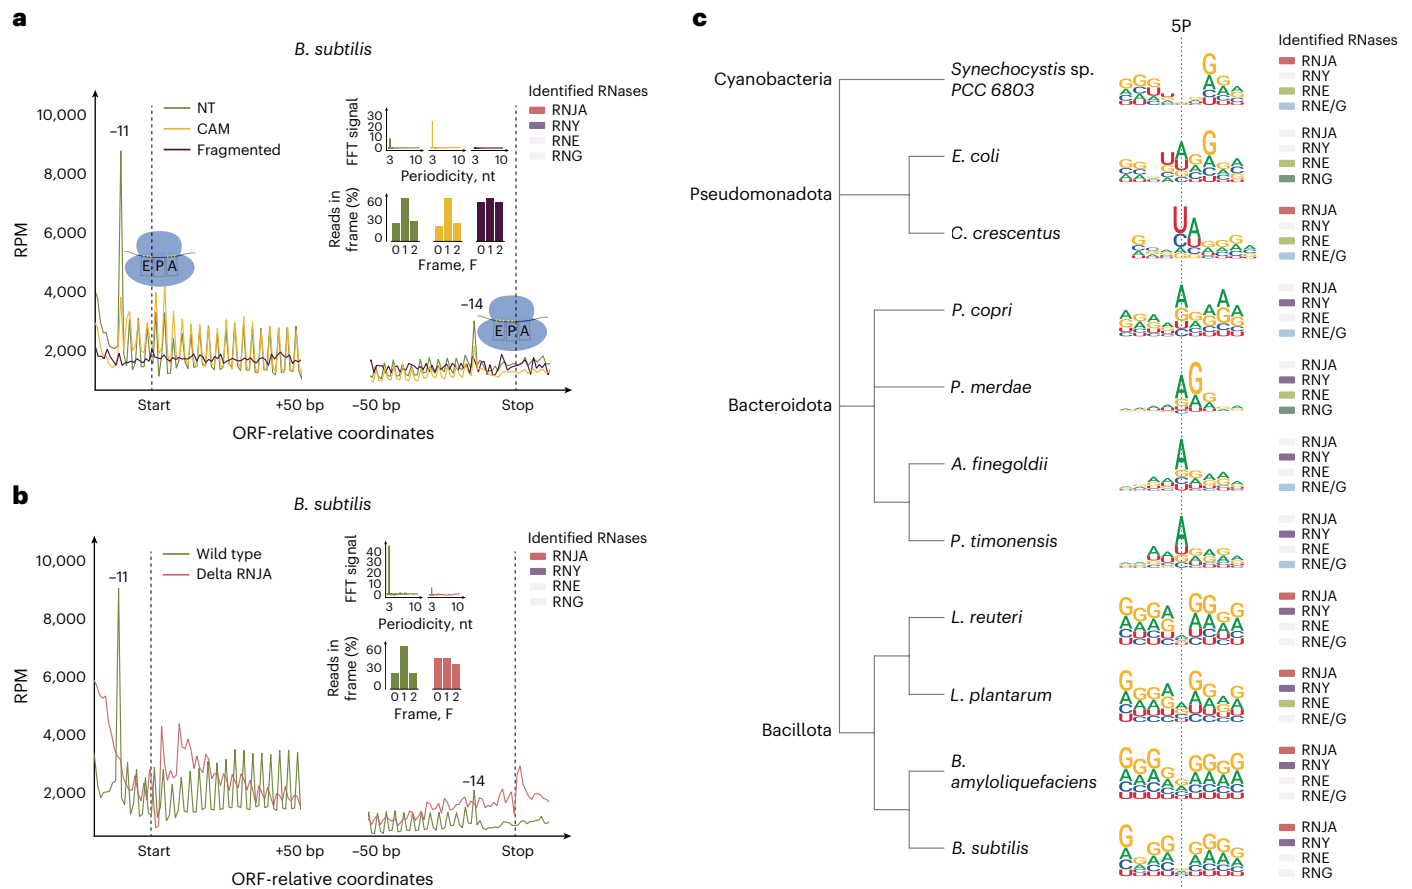 a
B. subtilis
10,000
8,000
6,000
4,000
2,000
RPM
–11
NT
CAM
Fragmented
E P A
FFT signal
30
20
10
0
3 10 3 10 3 10
Periodicity, nt
Reads in
frame (%)
60
30
0
0 1 2 0 1 2 0 1 2
Frame, F
Identified RNases
RNJA
RNY
RNE
RNG
–14
E P A
Start
+50 bp
–50 bp
Stop
ORF-relative coordinates
b
B. subtilis
10,000
8,000
6,000
4,000
2,000
RPM
–11
Wild type
Delta RNJA
FFT signal
40
30
20
10
0
3 10 3 10
Periodicity, nt
Reads in
frame (%)
60
30
0
0 1 2 0 1 2
Frame, F
Identified RNases
RNJA
RNY
RNE
RNG
–14
Start
+50 bp
–50 bp
Stop
ORF-relative coordinates
c
5P
Identified RNases
Cyanobacteria
Synechocystis sp.
PCC 6803
RNJA
RNY
RNE
RNE/G
Pseudomonadota
E. coli
RNJA
RNY
RNE
RNG
C. crescentus
RNJA
RNY
RNE
RNE/G
Bacteroidota
P. copri
RNJA
RNY
RNE
RNE/G
P. merdae
RNJA
RNY
RNE
RNG
A. finegoldii
RNJA
RNY
RNE
RNE/G
P. timonensis
RNJA
RNY
RNE
RNE/G
Bacillota
L. reuteri
RNJA
RNY
RNE
RNE/G
L. plantarum
RNJA
RNY
RNE
RNE/G
B.
amyloliquefaciens
RNJA
RNY
RNE
RNE/G
B. subtilis
RNJA
RNY
RNE
RNG